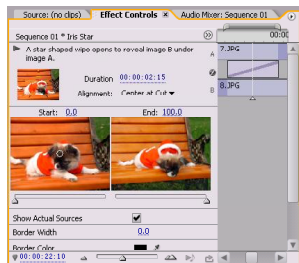 Source: (no clips) Effect Controls × Audio Mixer: Sequence 01
Sequence 01 * Iris Star 00:00
A star shaped wipe opens to reveal image B under
image A.
A 7.JPG
Duration 00:00:02:15
Alignment: Center at Cut
B 8.JPG
Start: 0.0 End: 100.0
Show Actual Sources
Border Width 0.0
Border Color
00:00:22:10